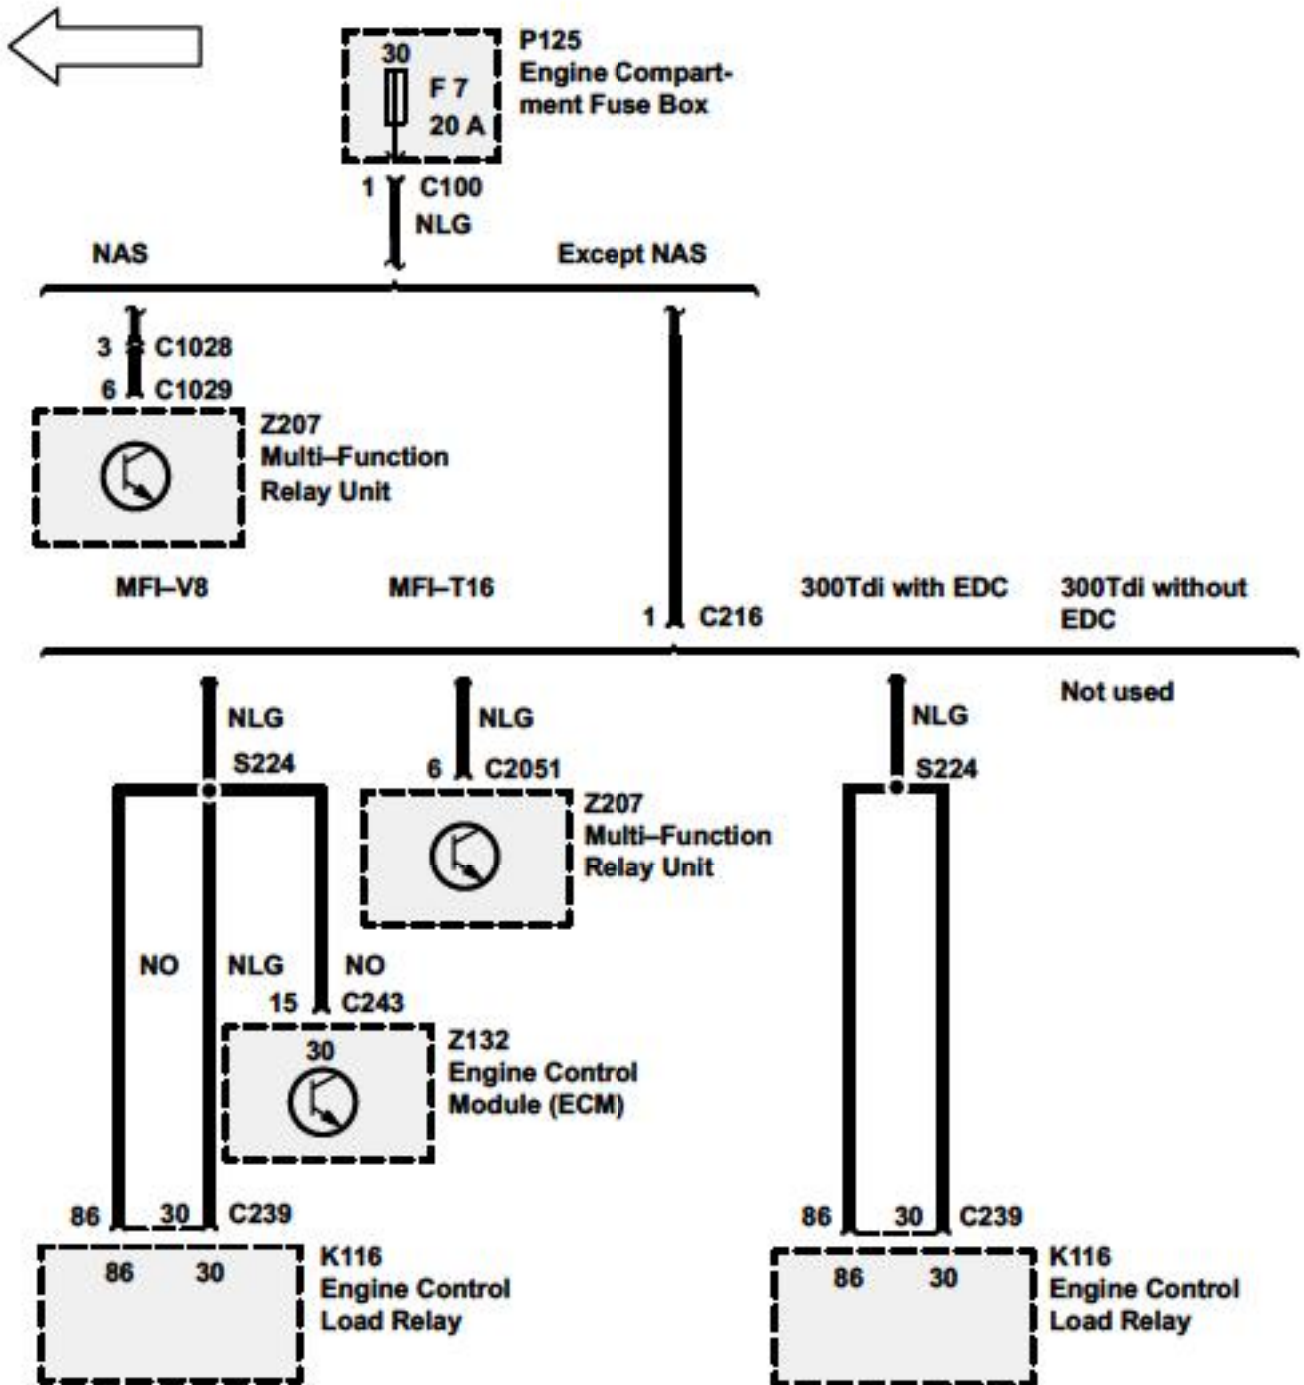 30
F 7
20 A
P125
Engine Compart-
ment Fuse Box
1 C100
NLG
NAS
Except NAS
3 C1028
6 C1029
Z207
Multi–Function
Relay Unit
MFI–V8
MFI–T16
1 C216
300Tdi with EDC
300Tdi without
EDC
Not used
NLG
S224
NLG
6 C2051
Z207
Multi–Function
Relay Unit
NLG
S224
NO
NLG
NO
15 C243
30
Z132
Engine Control
Module (ECM)
86 30 C239
86 30
K116
Engine Control
Load Relay
86 30 C239
86 30
K116
Engine Control
Load Relay